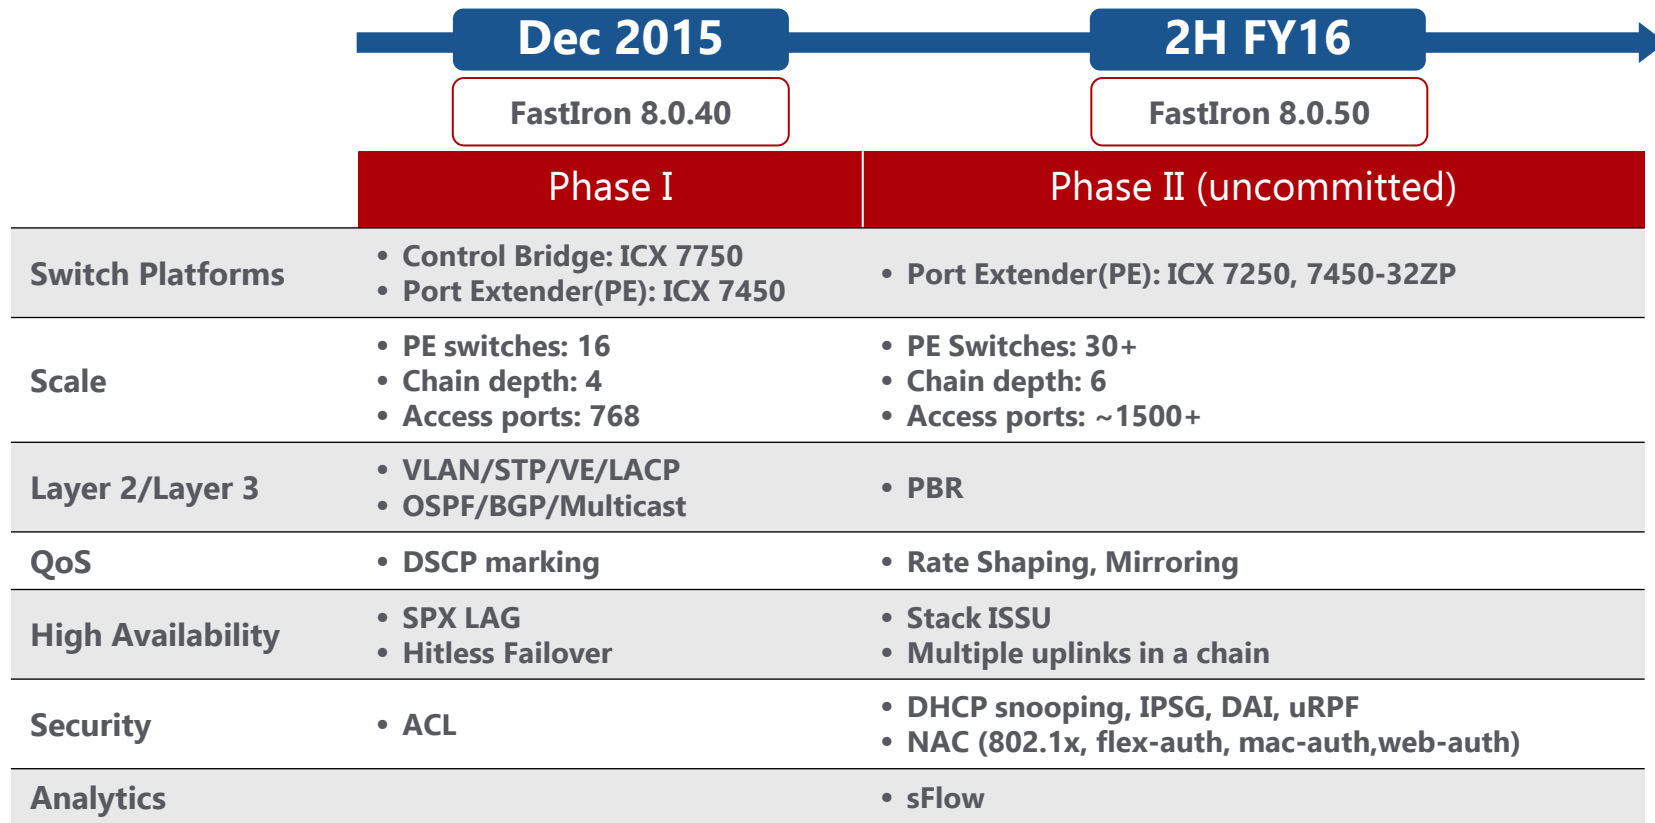 Dec 2015
2H FY16
FastIron 8.0.40
FastIron 8.0.50
Phase I
Phase II (uncommitted)
Switch Platforms
• Control Bridge: ICX 7750
• Port Extender(PE): ICX 7450
• Port Extender(PE): ICX 7250, 7450-32ZP
Scale
• PE switches: 16
• Chain depth: 4
• Access ports: 768
• PE Switches: 30+
• Chain depth: 6
• Access ports: ~1500+
Layer 2/Layer 3
• VLAN/STP/VE/LACP
• OSPF/BGP/Multicast
• PBR
QoS
• DSCP marking
• Rate Shaping, Mirroring
High Availability
• SPX LAG
• Hitless Failover
• Stack ISSU
• Multiple uplinks in a chain
Security
• ACL
• DHCP snooping, IPSG, DAI, uRPF
• NAC (802.1x, flex-auth, mac-auth,web-auth)
Analytics
• sFlow